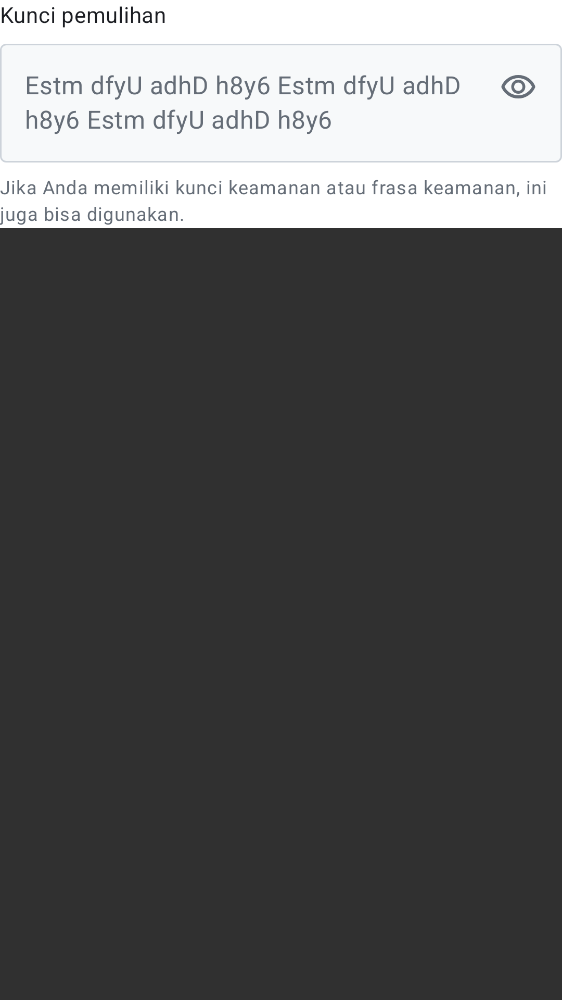 Kunci pemulihan
Estm dfyU adhD h8y6 Estm dfyU adhD
h8y6 Estm dfyU adhD h8y6
Jika Anda memiliki kunci keamanan atau frasa keamanan, ini
juga bisa digunakan.